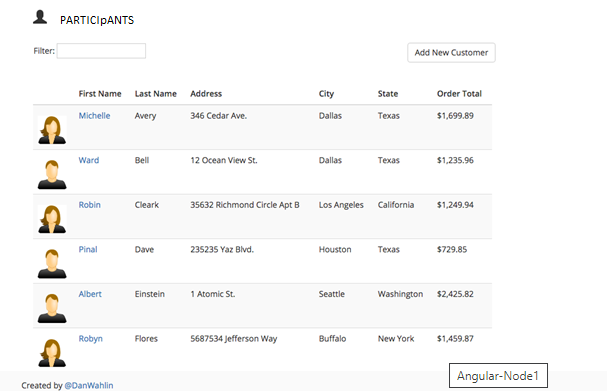 PARTICIpANTS
Filter:
Add New Customer
First Name Last Name Address City State Order Total
Michelle Avery 346 Cedar Ave. Dallas Texas $1,699.89
Ward Bell 12 Ocean View St. Dallas Texas $1,235.96
Robin Cleark 35632 Richmond Circle Apt B Los Angeles California $1,249.94
Pinal Dave 235235 Yaz Blvd. Houston Texas $729.85
Albert Einstein 1 Atomic St. Seattle Washington $2,425.82
Robyn Flores 5687534 Jefferson Way Buffalo New York $1,459.87
Angular-Node1
Created by @DanWahlin